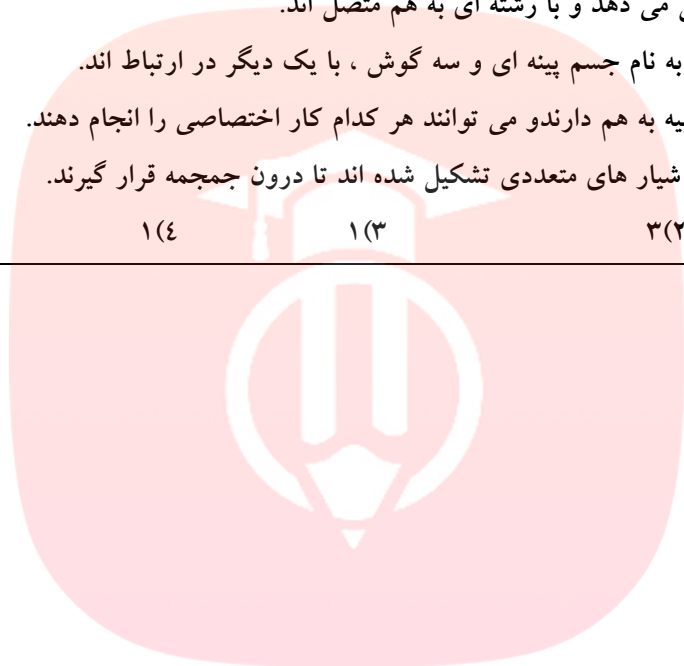 می دهد و با رشته ای به هم متصل اند.
به نام جسم پینه ای و سه گوش ، با یک دیگر در ارتباط اند.
یه به هم دارندو می توانند هر کدام کار اختصاصی را انجام دهند.
شیار های متعددی تشکیل شده اند تا درون جمجمه قرار گیرند.
۲)۳ ۳)۱ ٤)۱